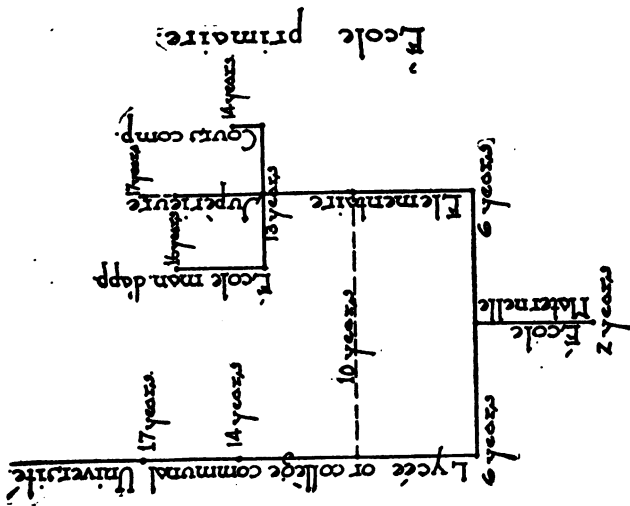 École
primaire.
14 years
Cours comp.
17 years
Supérieure
13 years
Elementaire
6 years
16 years
École man. d'app.
École
Maternelle
2 years
10 years
17 years
14 years
6 years
Lycée or collège communal Université.